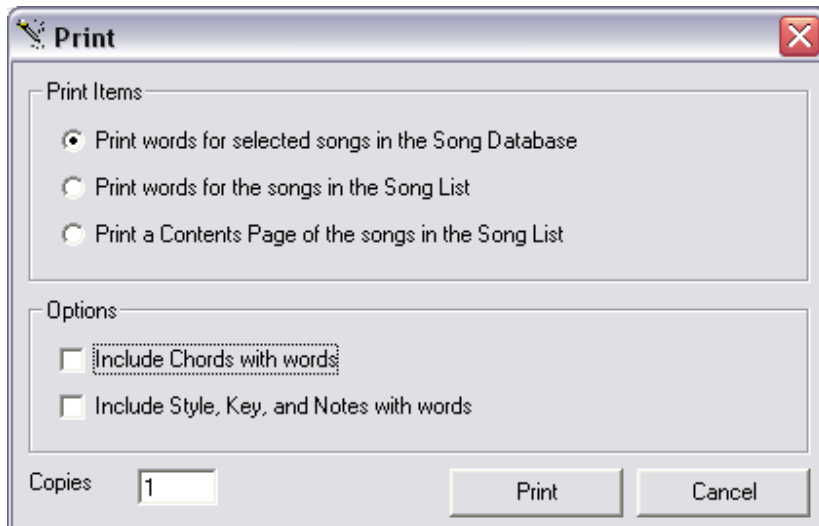 Print
Print Items
Print words for selected songs in the Song Database
Print words for the songs in the Song List
Print a Contents Page of the songs in the Song List
Options
Include Chords with words
Include Style, Key, and Notes with words
Copies 1 Print Cancel